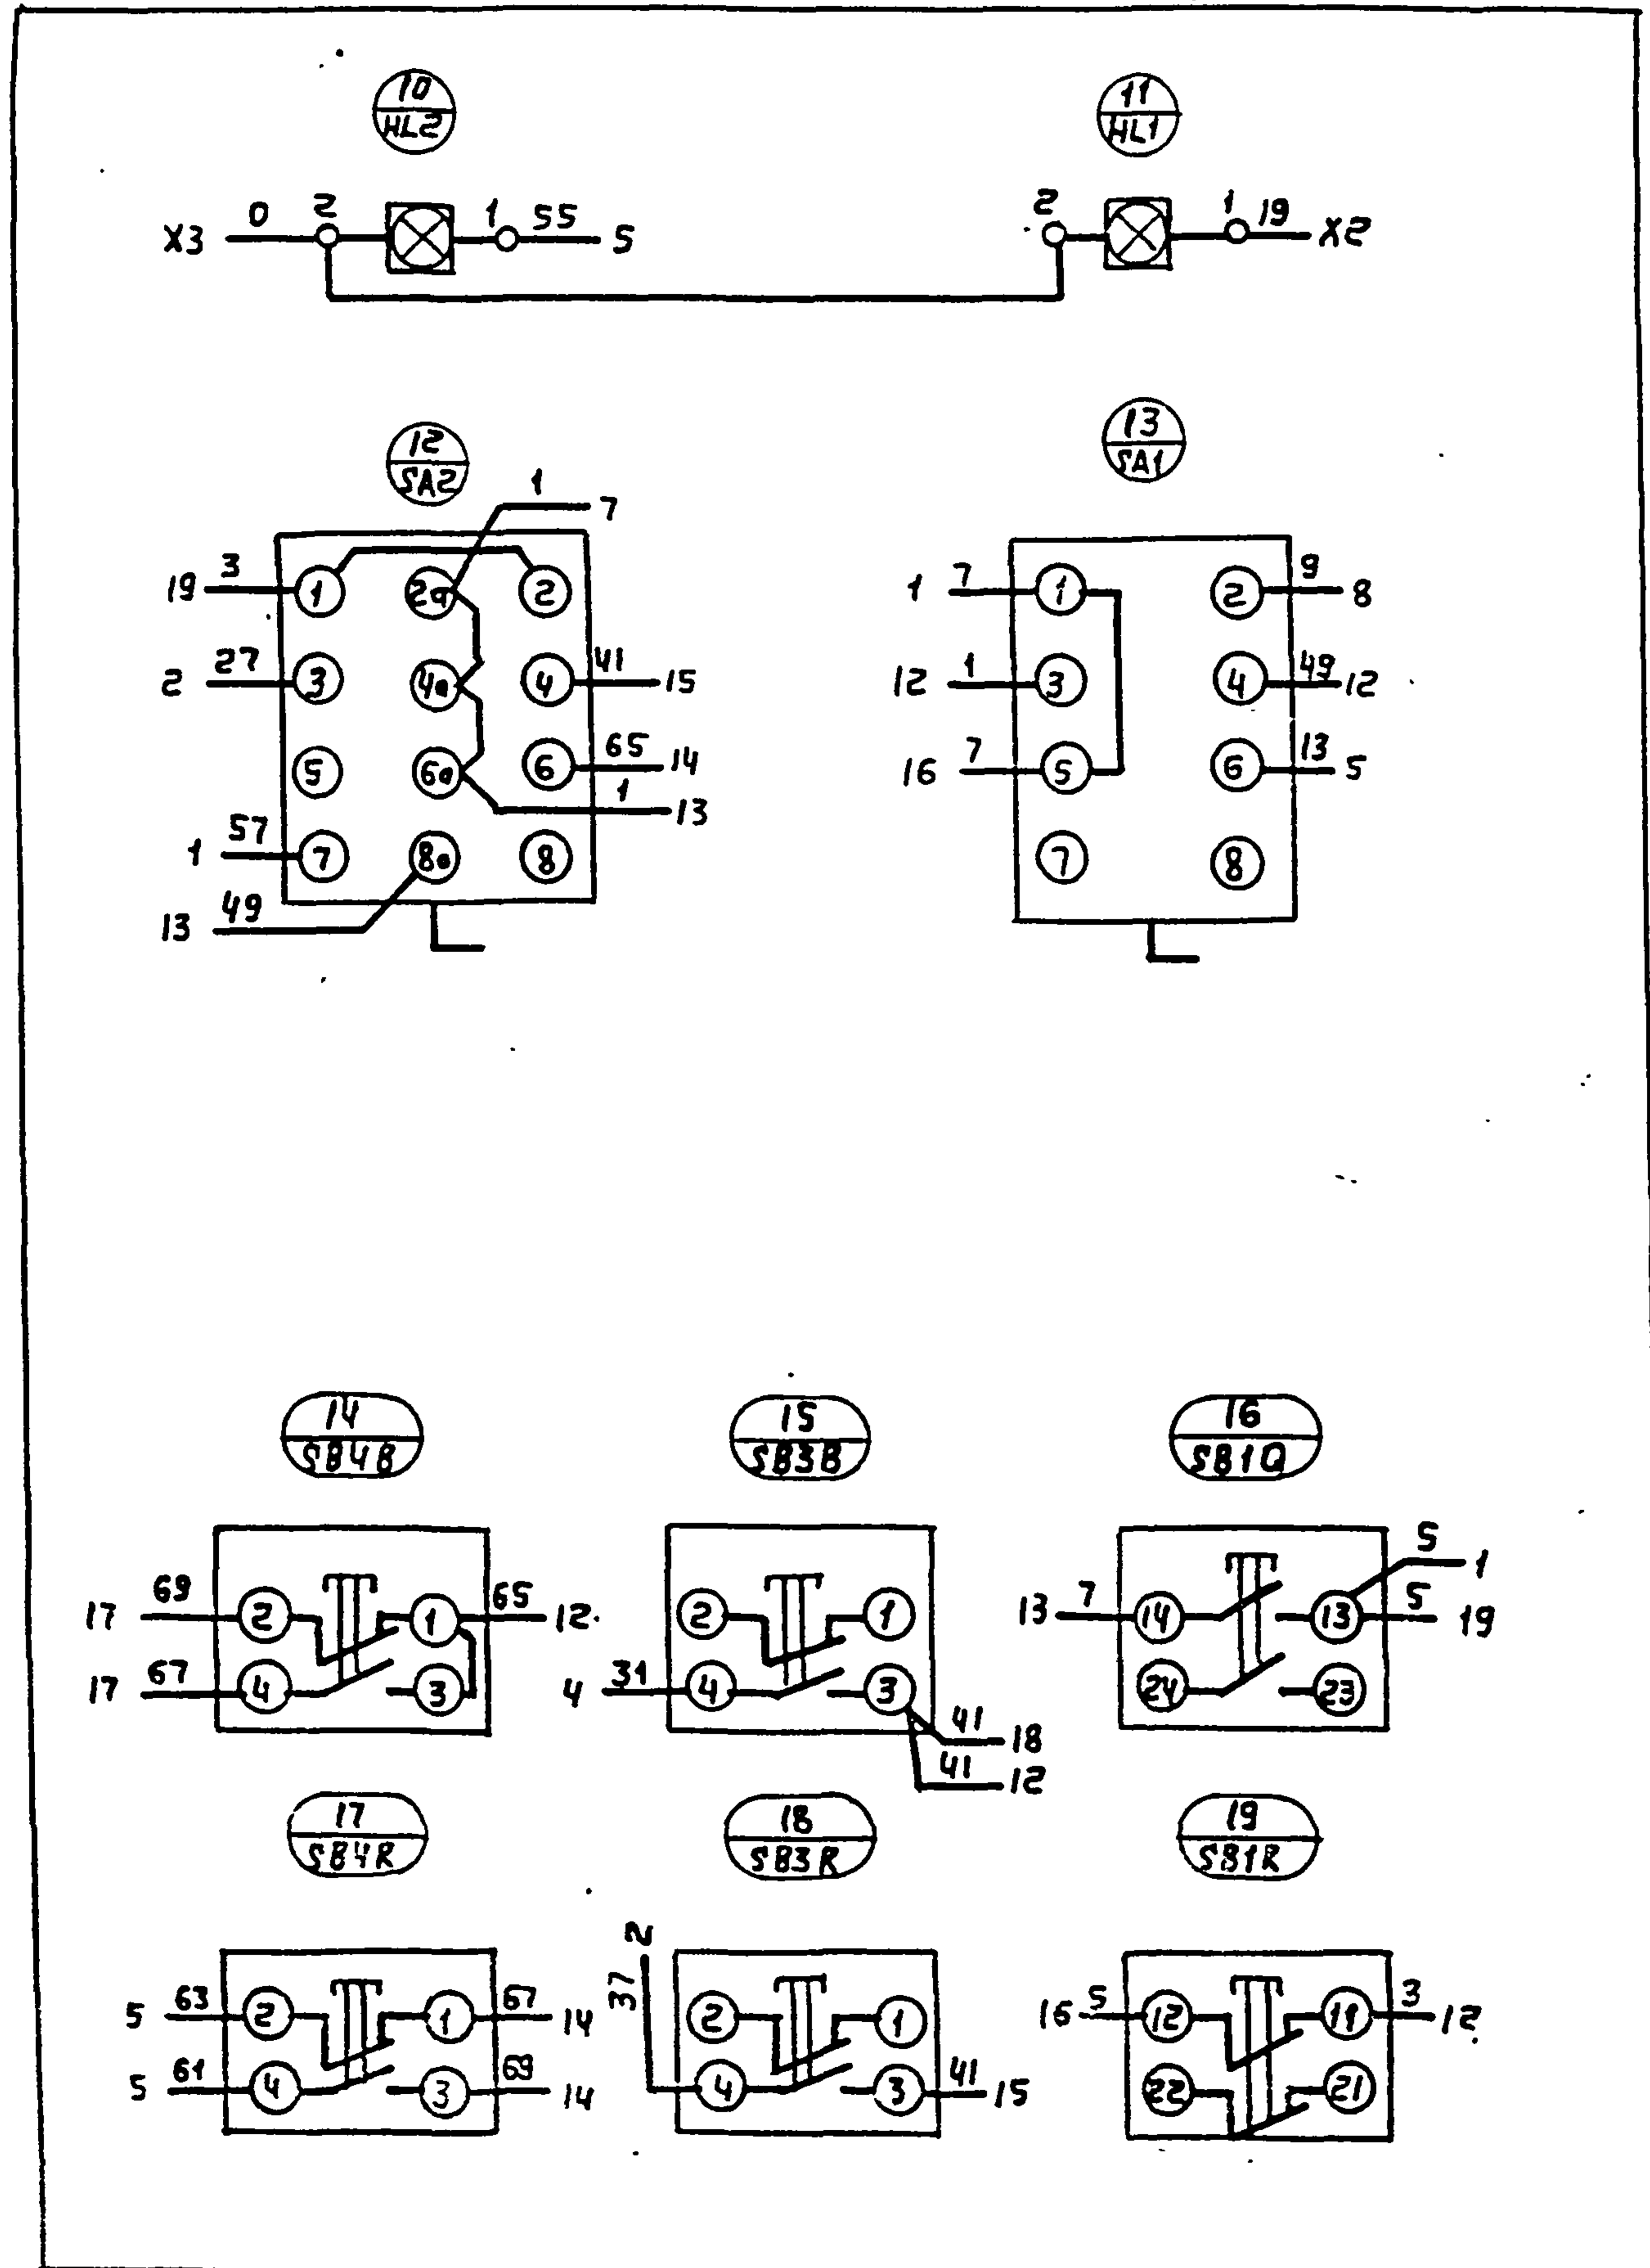 10
HL2
11
HL1
X3 0 2 1 55 5
2 1 19 X2
12
SA2
13
SA1
1 7
19 3 1 2a 2
2 27 3 4a 4 41 15
5 6a 6 65 14
1 13
1 57 7 8a 8
13 49
1 7 1 2 9 8
12 1 3 4 49 12
16 7 5 6 13 5
7 8
14
SB4B
15
SB3B
16
SB1Q
17 69 2 1 65 12
17 67 4 3
2 1
4 31 4 3
41 18
41 12
5 1
13 7 14 13 5 19
24 23
17
SB4R
18
SB3R
19
SB1R
5 63 2 1 67 14
5 61 4 3 69 14
2
37
2 1
4 3 41 15
16 5 12 11 3 12
22 21